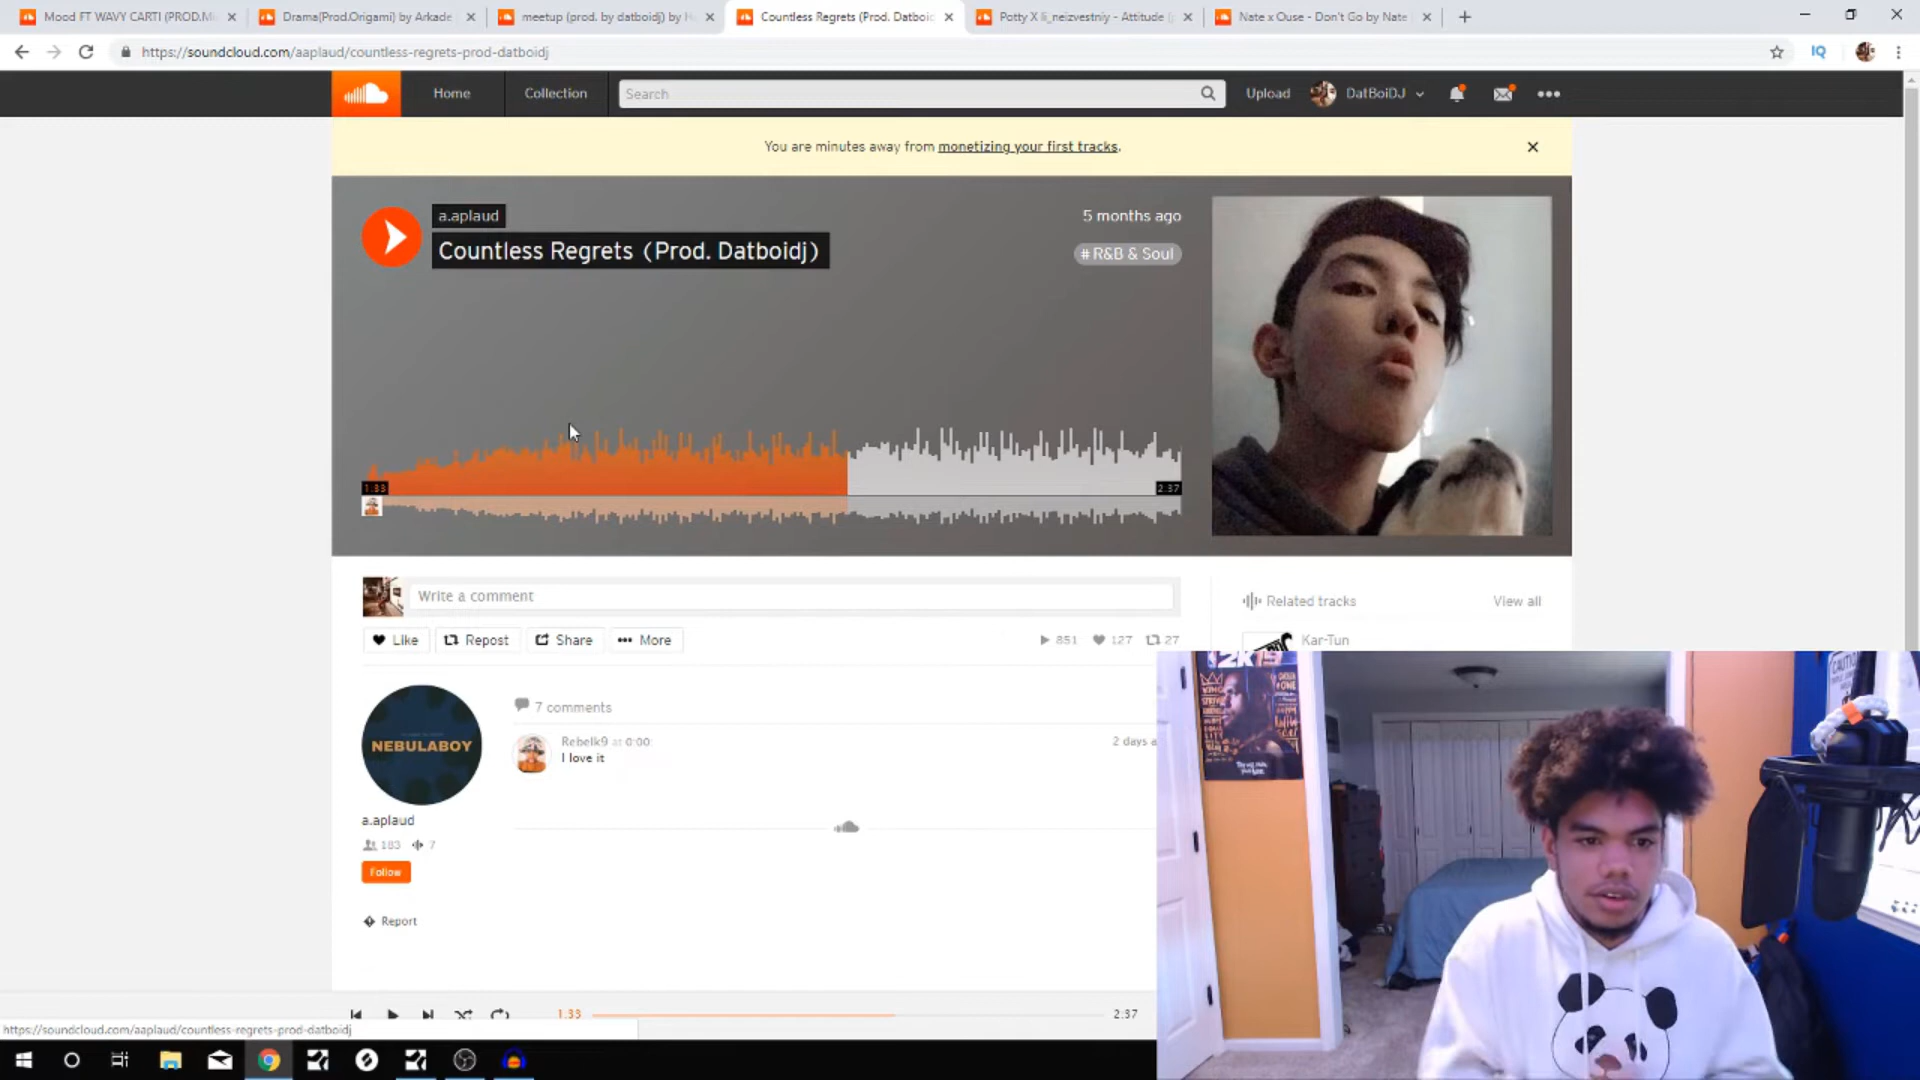 Mood FT WAVY CARTI (PROD.Mi
Drama(Prod.Origami) by Arkade
meetup (prod. by datboidj) by H
Countless Regrets (Prod. Datboid
Potty X li_neizvestniy - Attitude (
Nate x Ouse - Don't Go by Nate
https://soundcloud.com/aaplaud/countless-regrets-prod-datboidj
IQ
Home
Collection
Search
Upload
DatBoiDJ
You are minutes away from monetizing your first tracks.
a.aplaud
5 months ago
Countless Regrets (Prod. Datboidj)
# R&B & Soul
1:33
2:37
Write a comment
Related tracks
View all
Like
Repost
Share
More
851
127
27
Kar-Tun
NEBULABOY
7 comments
Rebelk9 at 0:00:
2 days a
I love it
a.aplaud
183
7
Follow
Report
1:33
2:37
https://soundcloud.com/aaplaud/countless-regrets-prod-datboidj
2K19